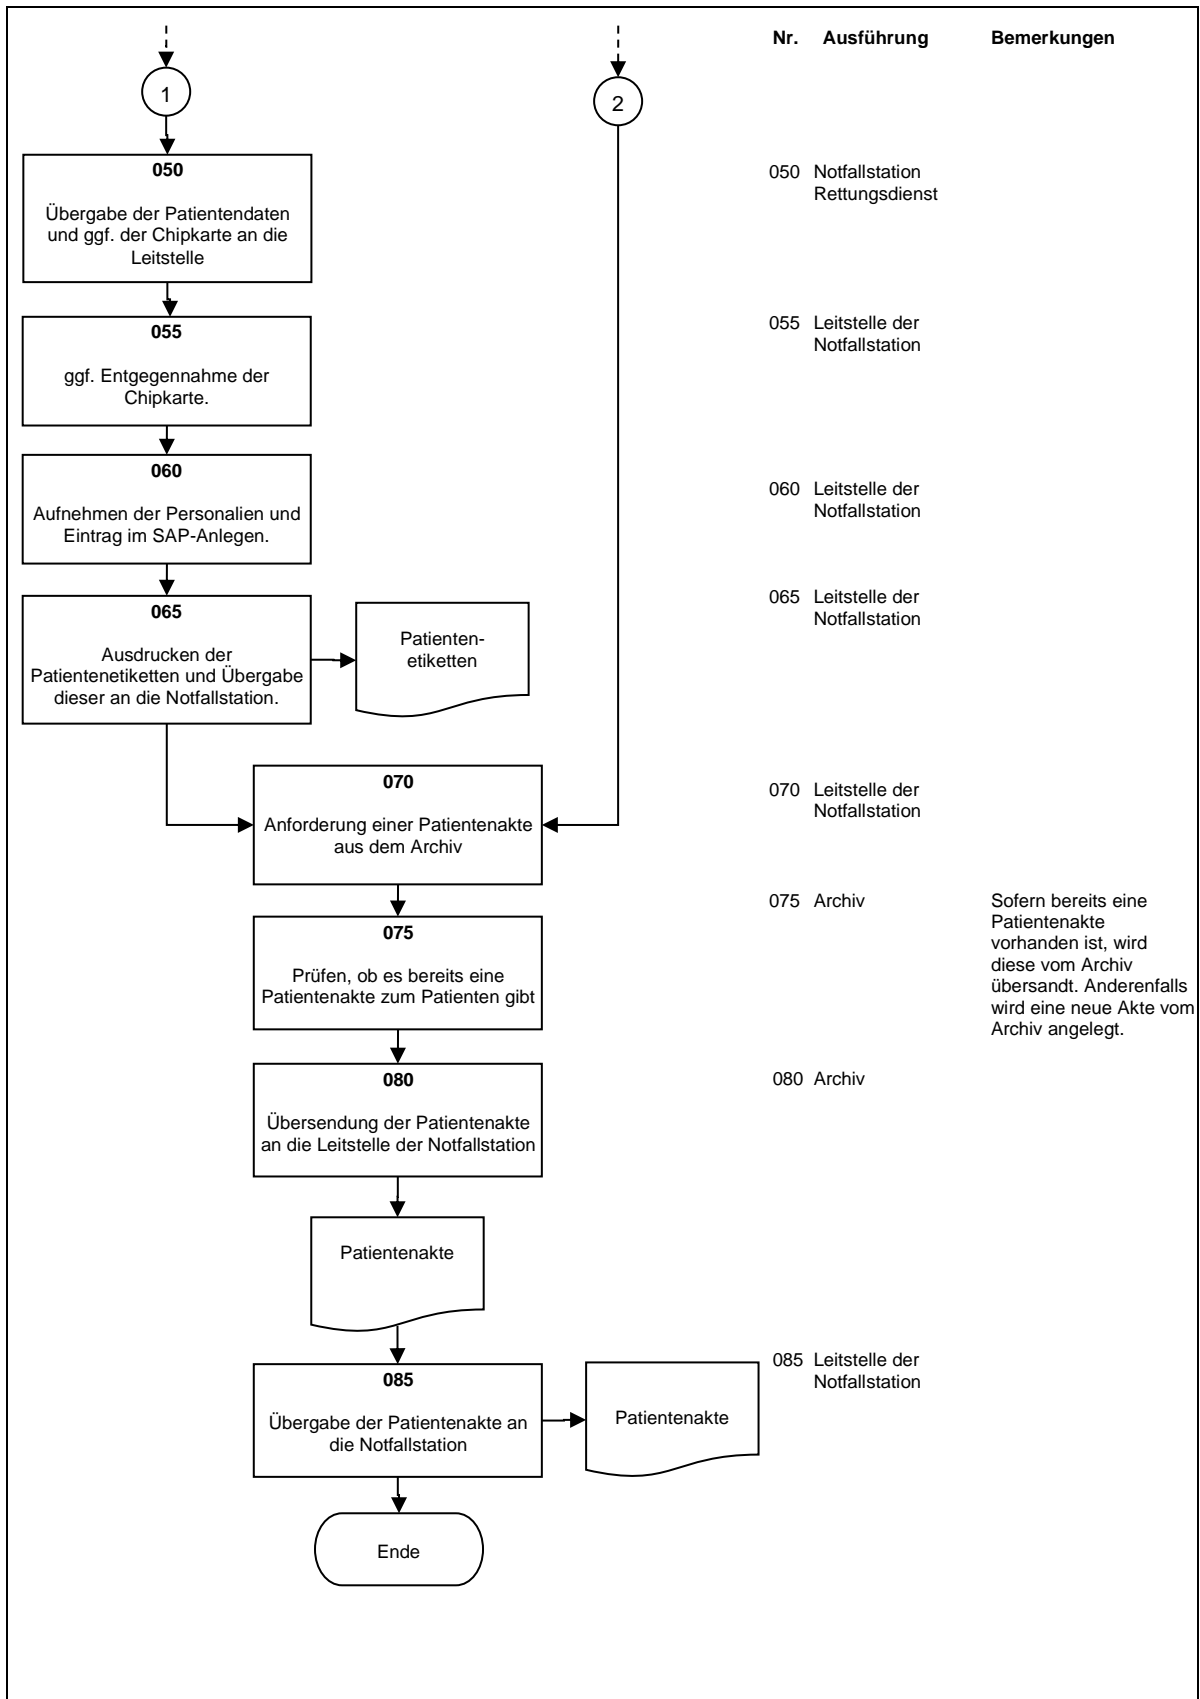 Nr. Ausführung Bemerkungen
1
2
050
Übergabe der Patientendaten
und ggf. der Chipkarte an die
Leitstelle
050 Notfallstation
Rettungsdienst
055
ggf. Entgegennahme der
Chipkarte.
055 Leitstelle der
Notfallstation
060
Aufnehmen der Personalien und
Eintrag im SAP-Anlegen.
060 Leitstelle der
Notfallstation
065
Ausdrucken der
Patientenetiketten und Übergabe
dieser an die Notfallstation.
Patienten-
etiketten
065 Leitstelle der
Notfallstation
070
Anforderung einer Patientenakte
aus dem Archiv
070 Leitstelle der
Notfallstation
075
Prüfen, ob es bereits eine
Patientenakte zum Patienten gibt
075 Archiv
Sofern bereits eine
Patientenakte
vorhanden ist, wird
diese vom Archiv
übersandt. Anderenfalls
wird eine neue Akte vom
Archiv angelegt.
080
Übersendung der Patientenakte
an die Leitstelle der Notfallstation
080 Archiv
Patientenakte
085
Übergabe der Patientenakte an
die Notfallstation
Patientenakte
085 Leitstelle der
Notfallstation
Ende